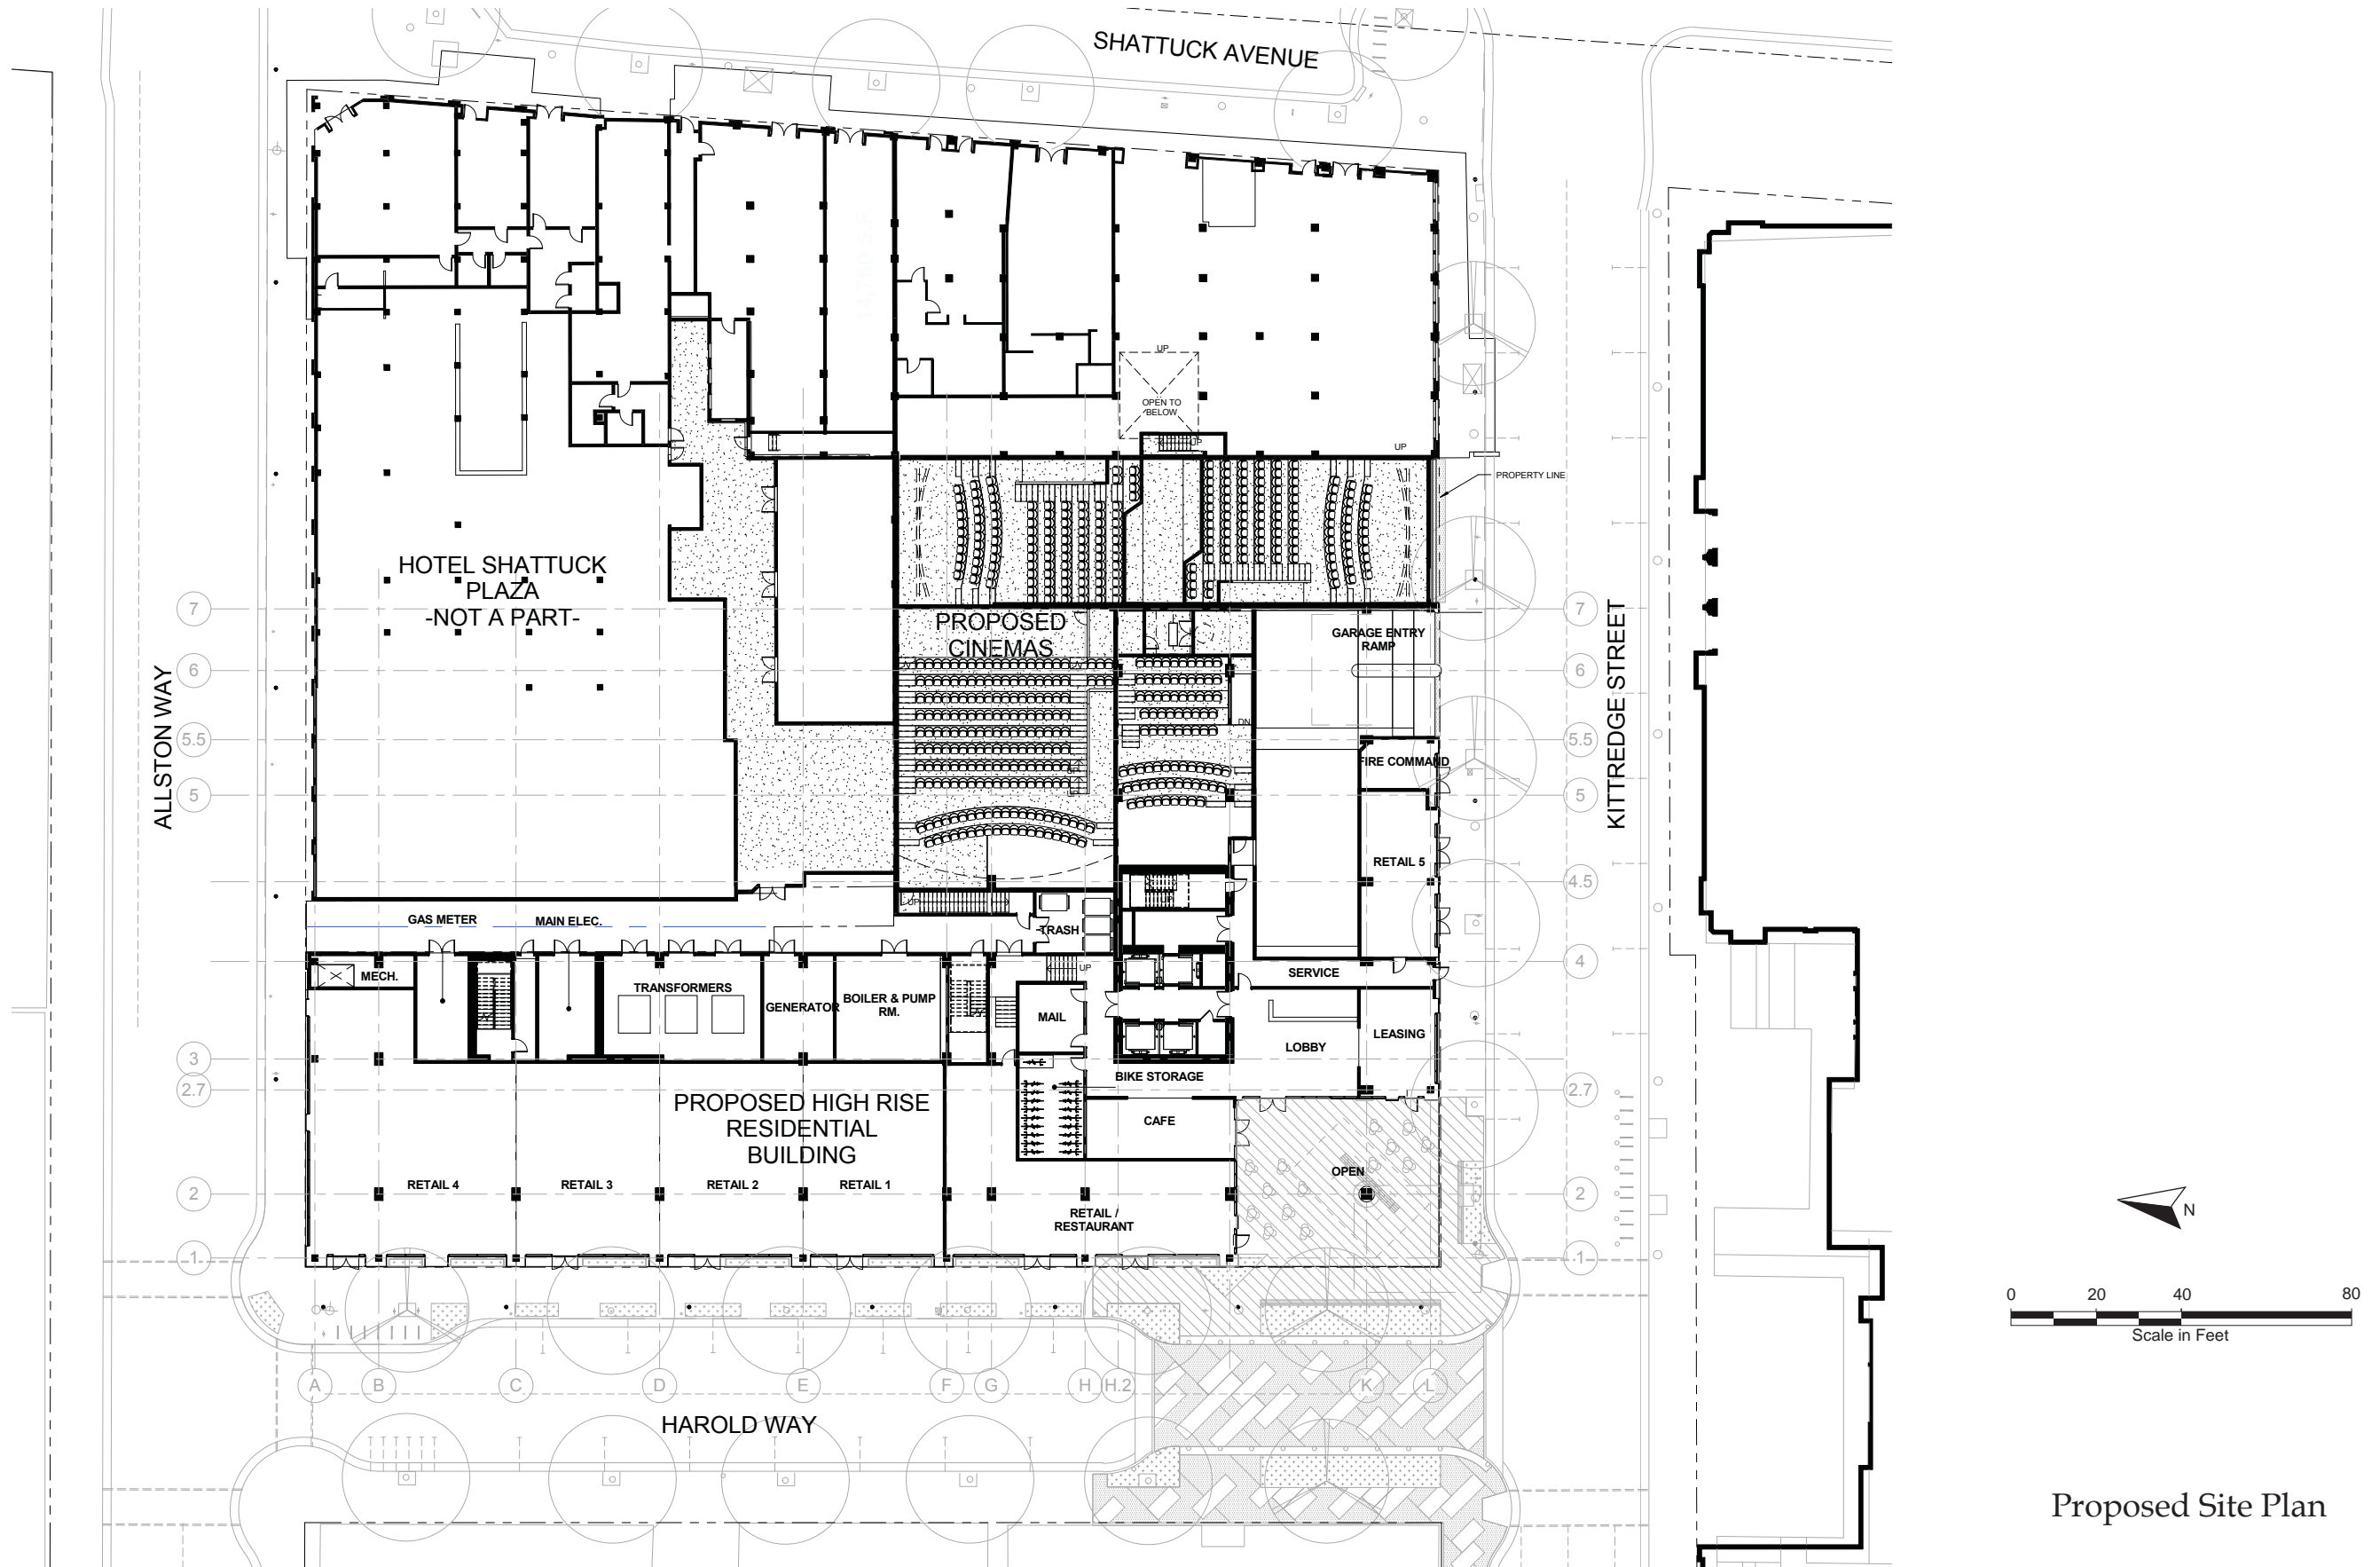 SHATTUCK AVENUE
UP
OPEN TO
BELOW
UP
UP
PROPERTY LINE
HOTEL SHATTUCK
PLAZA
-NOT A PART-
7
PROPOSED
CINEMAS
GARAGE ENTRY
RAMP
7
6
6
ALLSTON WAY
KITTREDGE STREET
5.5
DN
5.5
FIRE COMMAND
5
5
RETAIL 5
4.5
UP
UP
GAS METER
MAIN ELEC.
TRASH
4
MECH.
UP
SERVICE
TRANSFORMERS
GENERATOR
BOILER & PUMP
RM.
MAIL
LEASING
LOBBY
3
BIKE STORAGE
2.7
2.7
PROPOSED HIGH RISE
RESIDENTIAL
BUILDING
CAFE
OPEN
2
RETAIL 4
RETAIL 3
RETAIL 2
RETAIL 1
2
RETAIL /
RESTAURANT
N
1
1
0 20 40 80
Scale in Feet
A B C D E F G H H.2 K L
HAROLD WAY
Proposed Site Plan